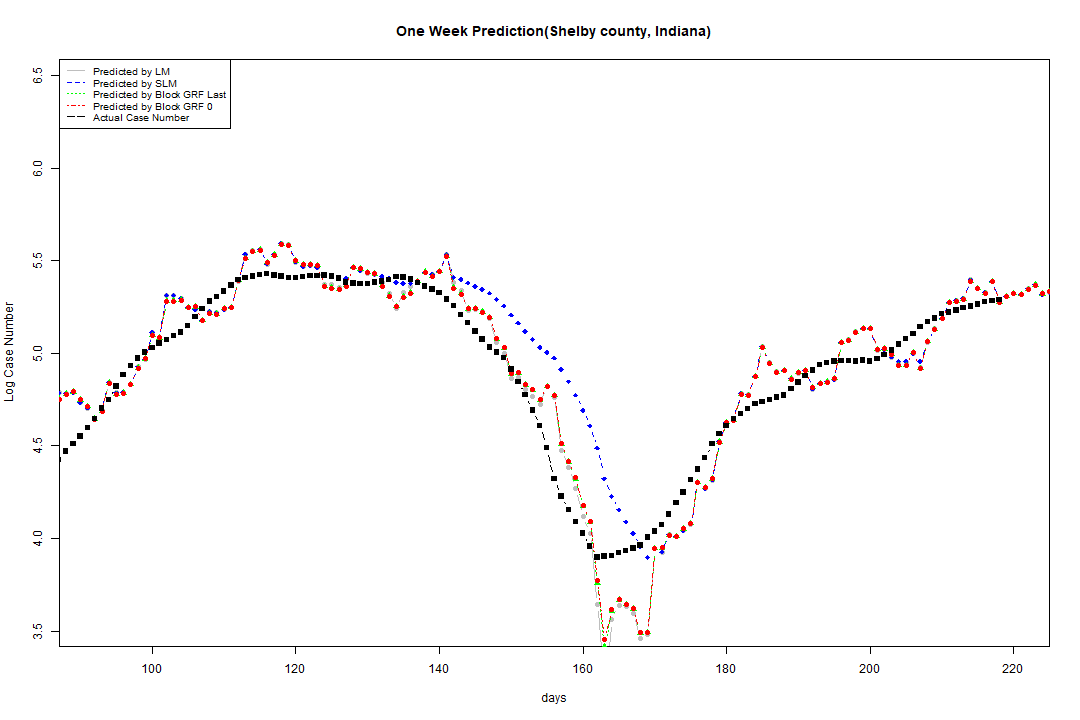 One Week Prediction(Shelby county, Indiana)
Predicted by LM
Predicted by SLM
Predicted by Block GRF Last
Predicted by Block GRF 0
Actual Case Number
Log Case Number
6.5
6.0
5.5
5.0
4.5
4.0
3.5
100 120 140 160 180 200 220
days